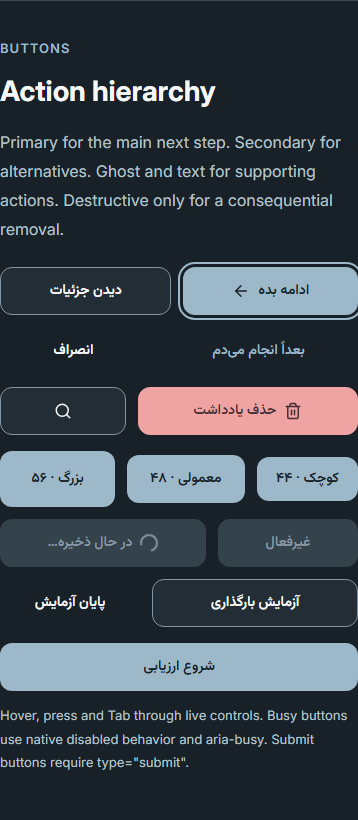 BUTTONS
Action hierarchy
Primary for the main next step. Secondary for
alternatives. Ghost and text for supporting
actions. Destructive only for a consequential
removal.
ادامه بده
دیدن جزئیات
بعداً انجام می‌دم
انصراف
حذف یادداشت
کوچک · ۴۴
معمولی · ۴۸
بزرگ · ۵۶
غیرفعال
در حال ذخیره…
آزمایش بارگذاری
پایان آزمایش
شروع ارزیابی
Hover, press and Tab through live controls. Busy buttons
use native disabled behavior and aria-busy. Submit
buttons require type="submit".